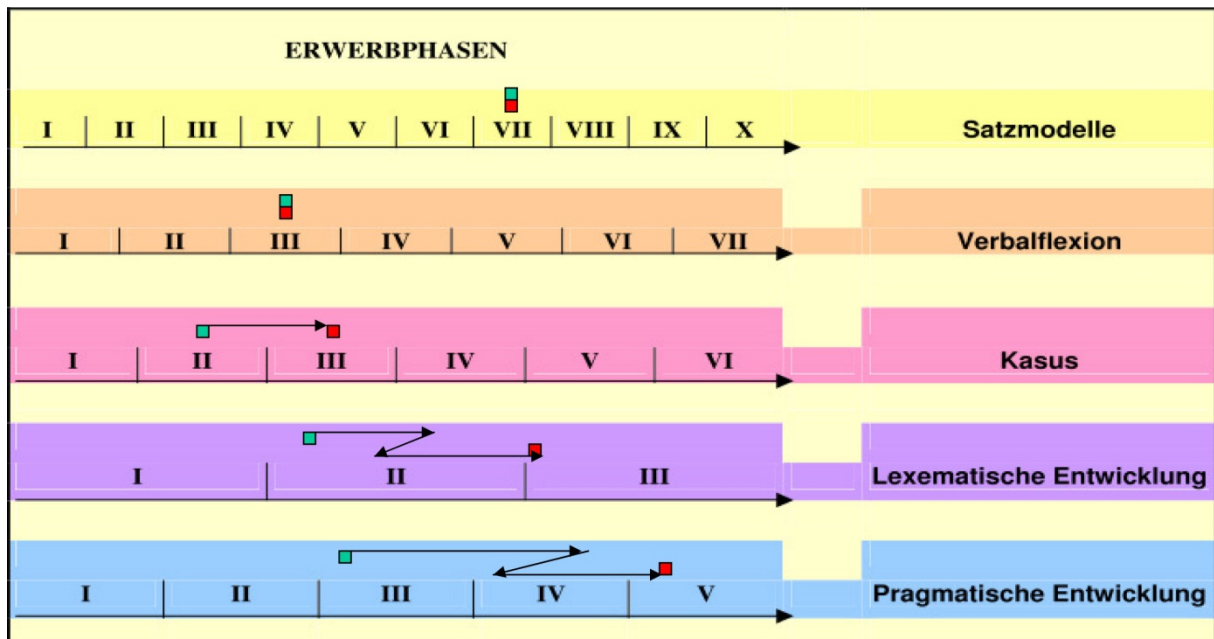 ERWERBPHASEN
I II III IV V VI VII VIII IX X Satzmodelle
I II III IV V VI VII Verbalflexion
I II III IV V VI Kasus
I II III Lexematische Entwicklung
I II III IV V Pragmatische Entwicklung